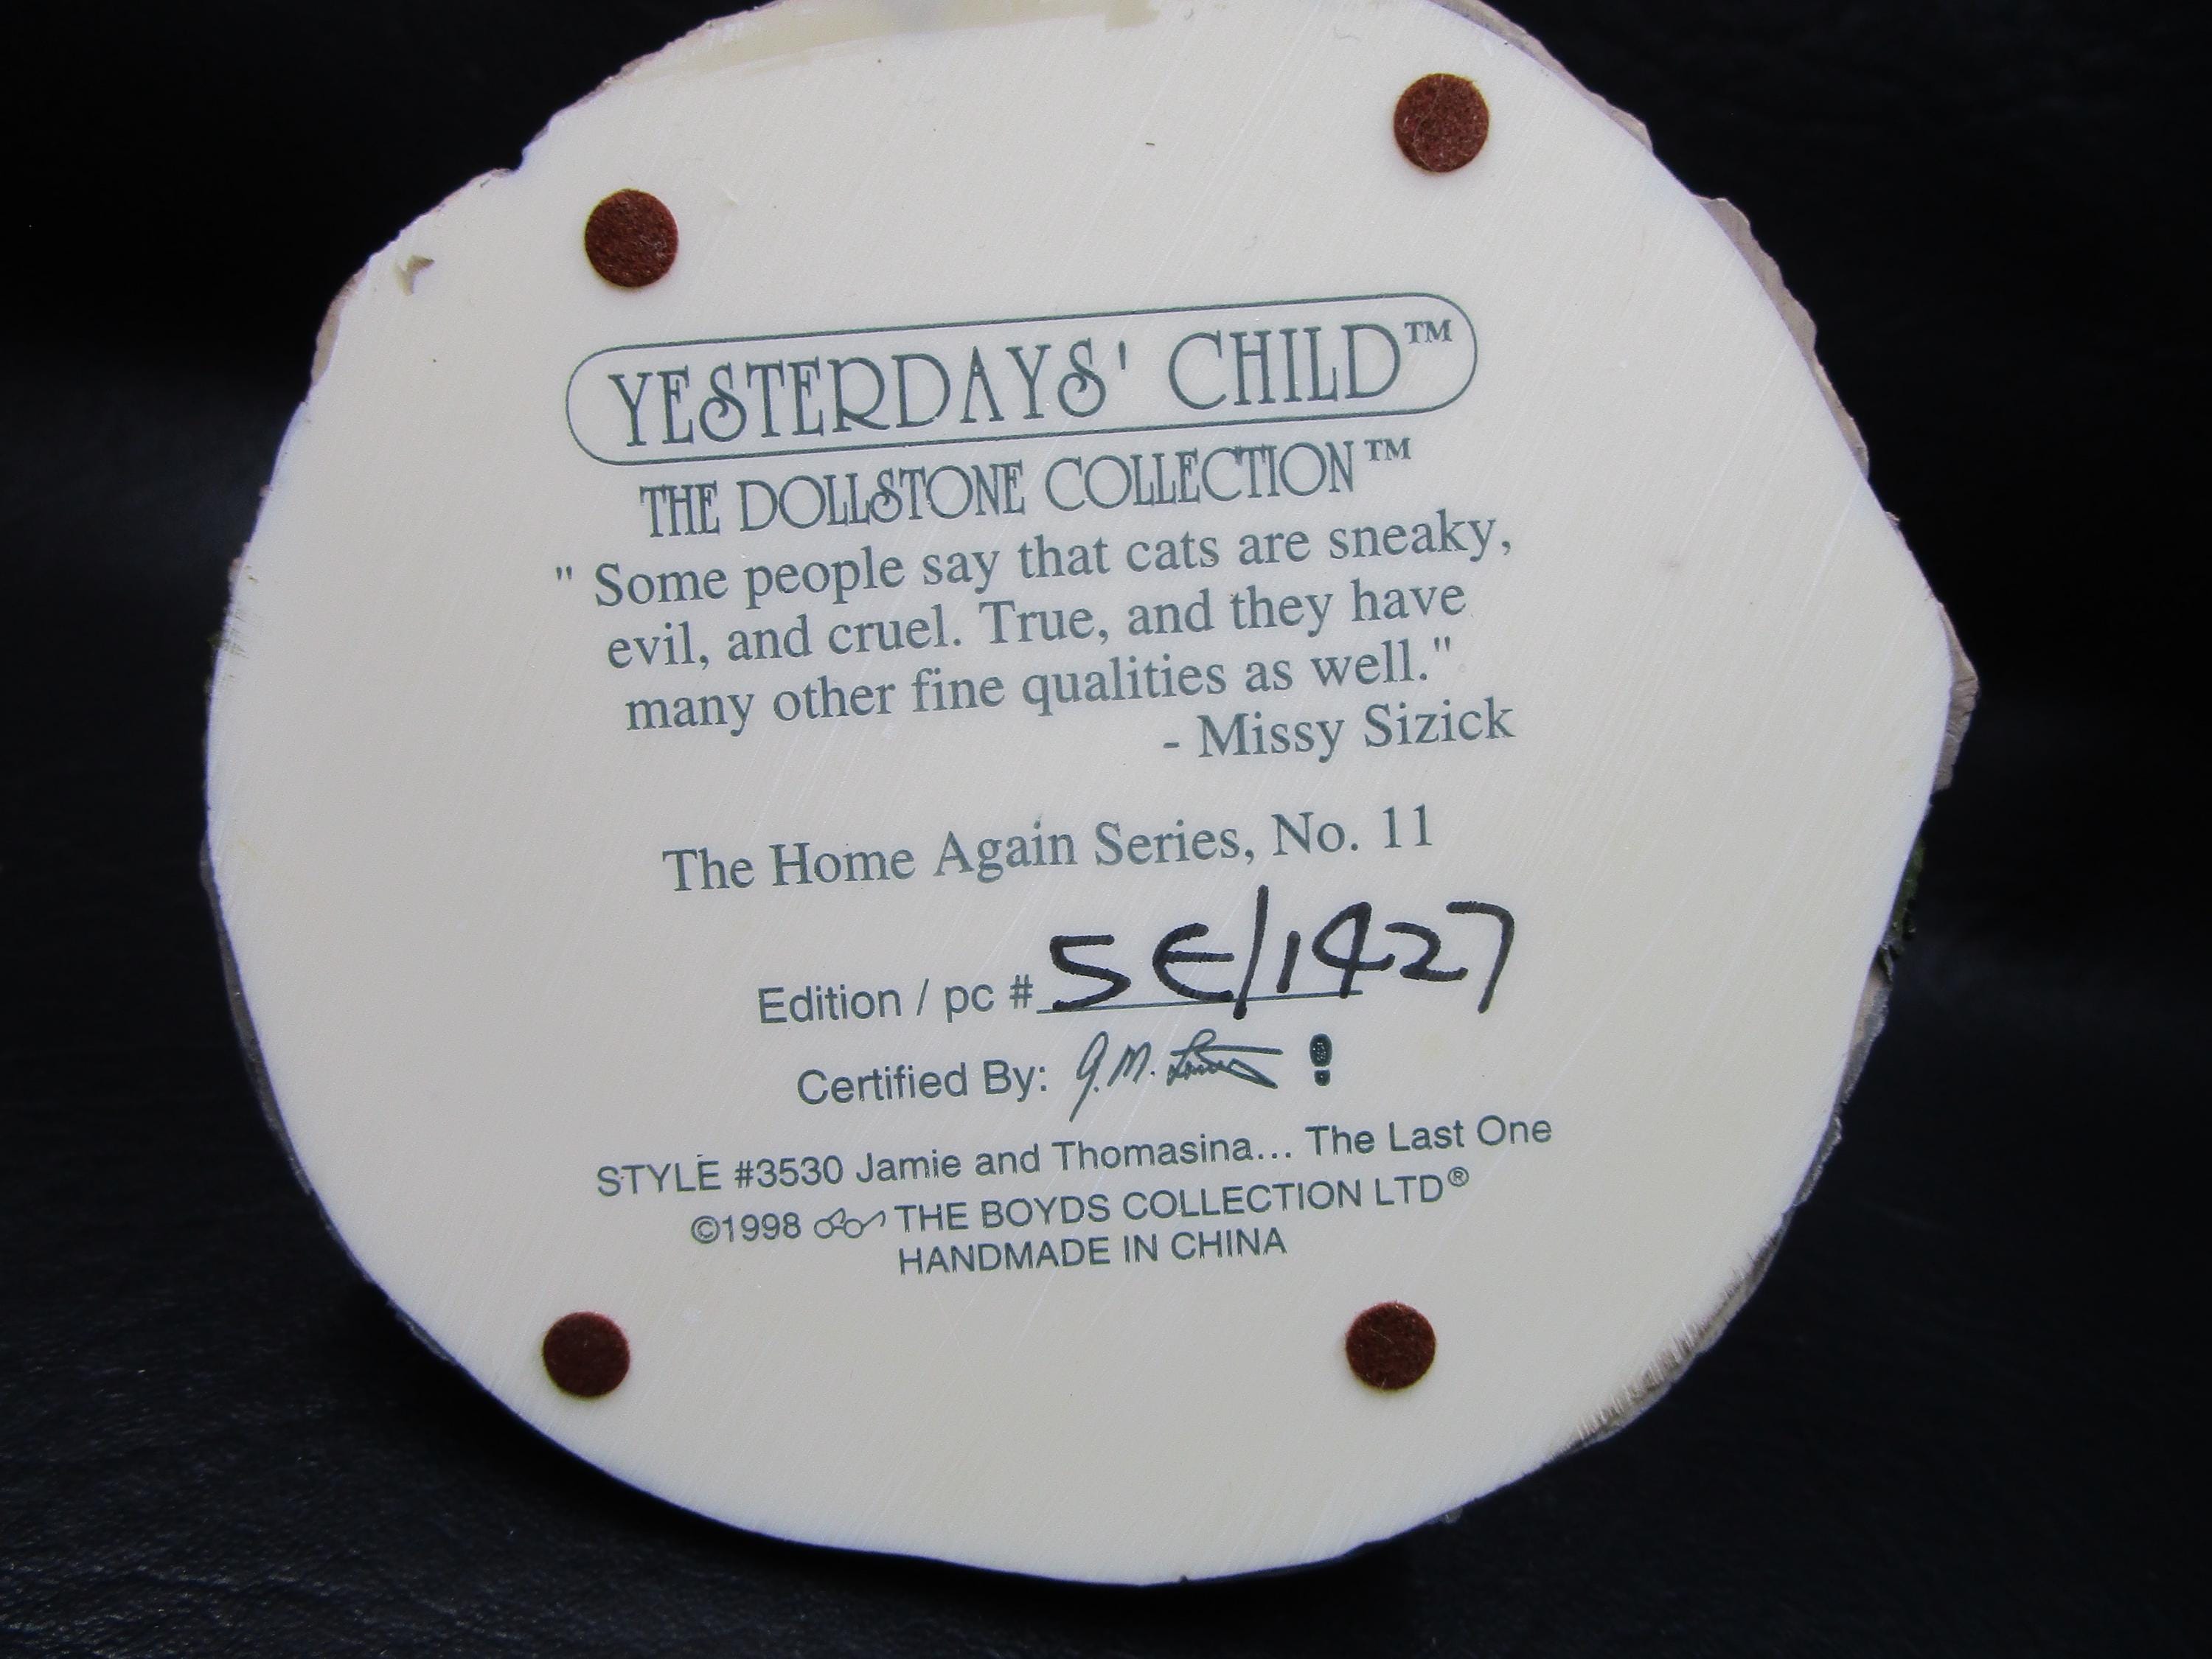 YESTERDAYS' CHILD™
THE DOLLSTONE COLLECTION™
" Some people say that cats are sneaky,
evil, and cruel. True, and they have
many other fine qualities as well."
- Missy Sizick
The Home Again Series, No. 11
Edition / pc # 5E/1427
Certified By: J.M.
STYLE #3530 Jamie and Thomasina... The Last One
©1998 THE BOYDS COLLECTION LTD®
HANDMADE IN CHINA